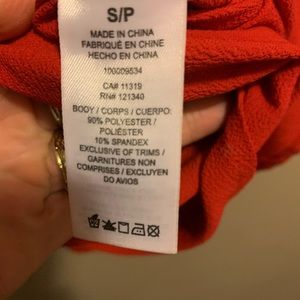 S/P
MADE IN CHINA
FABRIQUÉ EN CHINE
HECHO EN CHINA
100009534
CA# 11319
RN# 121340
BODY / CORPS / CUERPO:
90% POLYESTER /
POLIÉSTER
10% SPANDEX
EXCLUSIVE OF TRIMS /
GARNITURES NON
COMPRISES / EXCLUYEN
DO AVIOS